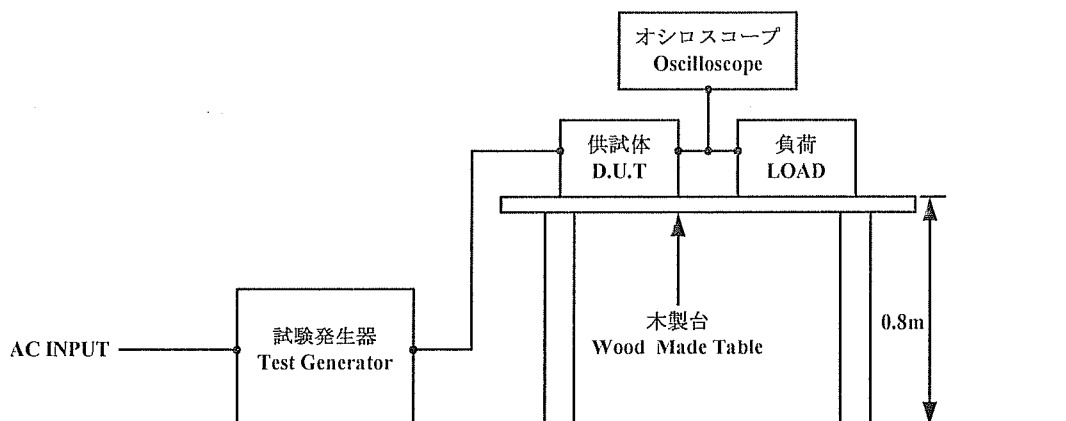 オシロスコープ
Oscilloscope
供試体
D.U.T
負荷
LOAD
試験発生器
Test Generator
AC INPUT
木製台
Wood Made Table
0.8m